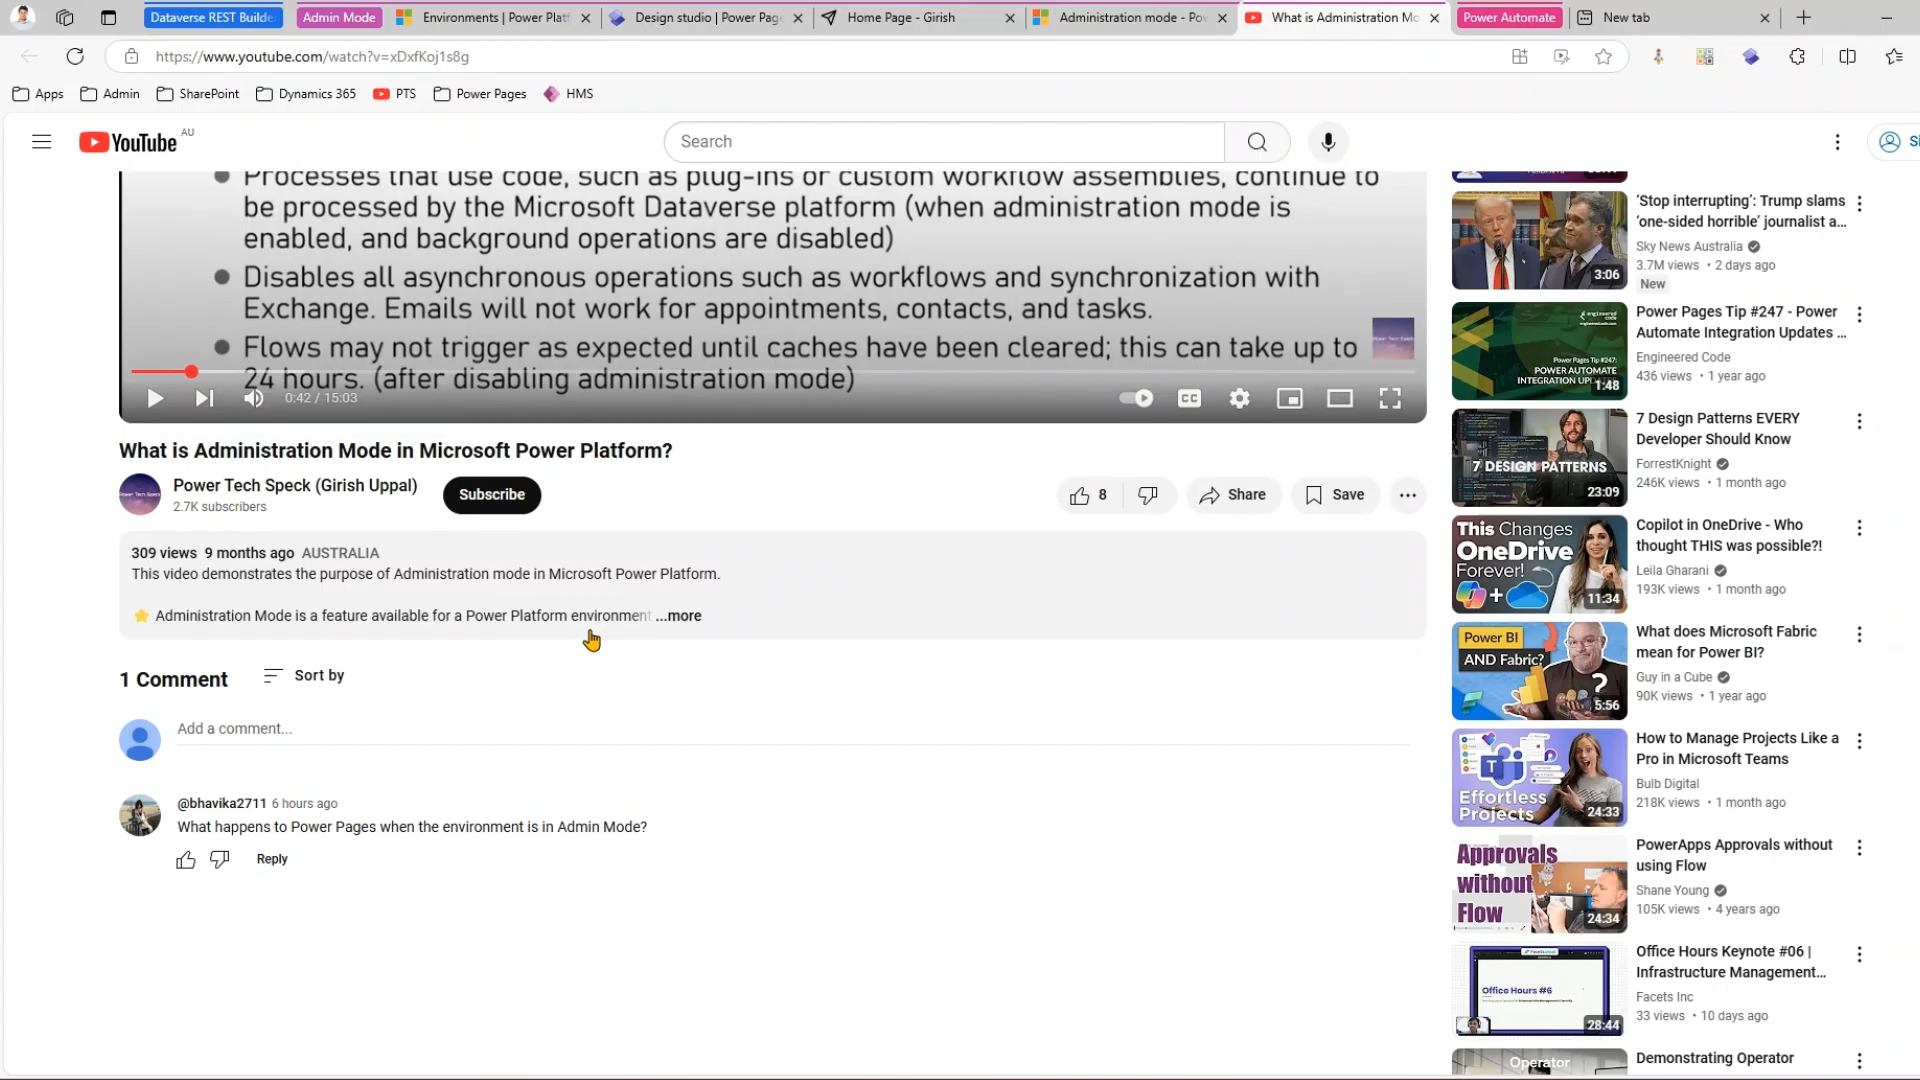 Dataverse REST Builde
Admin Mode
Environments | Power Platf
Design studio | Power Page
Home Page - Girish
Administration mode - Pow
What is Administration Mo
Power Automate
New tab
https://www.youtube.com/watch?v=xDxfKoj1s8g
Apps
Admin
SharePoint
Dynamics 365
PTS
Power Pages
HMS
YouTube AU
Search
Si
Processes that use code, such as plug-ins or custom workflow assemblies, continue to
be processed by the Microsoft Dataverse platform (when administration mode is
enabled, and background operations are disabled)
Disables all asynchronous operations such as workflows and synchronization with
Exchange. Emails will not work for appointments, contacts, and tasks.
Flows may not trigger as expected until caches have been cleared; this can take up to
24 hours. (after disabling administration mode)
Power Tech Speck
0:42 / 15:03
CC
What is Administration Mode in Microsoft Power Platform?
Power Tech Speck (Girish Uppal)
2.7K subscribers
Subscribe
8
Share
Save
309 views 9 months ago AUSTRALIA
This video demonstrates the purpose of Administration mode in Microsoft Power Platform.
Administration Mode is a feature available for a Power Platform environment ...more
1 Comment
Sort by
Add a comment...
@bhavika2711 6 hours ago
What happens to Power Pages when the environment is in Admin Mode?
Reply
3:06
'Stop interrupting': Trump slams
'one-sided horrible' journalist a...
Sky News Australia
3.7M views • 2 days ago
New
engineered code
Power Pages Tip #247:
POWER AUTOMATE
INTEGRATION UPD
1:48
Power Pages Tip #247 - Power
Automate Integration Updates ...
Engineered Code
436 views • 1 year ago
7 DESIGN PATTERNS
23:09
7 Design Patterns EVERY
Developer Should Know
ForrestKnight
246K views • 1 month ago
This Changes
OneDrive
Forever!
11:34
Copilot in OneDrive - Who
thought THIS was possible?!
Leila Gharani
193K views • 1 month ago
Power BI
AND Fabric?
?
5:56
What does Microsoft Fabric
mean for Power BI?
Guy in a Cube
90K views • 1 year ago
T
Effortless
Projects
24:33
How to Manage Projects Like a
Pro in Microsoft Teams
Bulb Digital
218K views • 1 month ago
Approvals
without
Flow
24:34
PowerApps Approvals without
using Flow
Shane Young
105K views • 4 years ago
Office Hours #6
28:44
Office Hours Keynote #06 |
Infrastructure Management...
Facets Inc
33 views • 10 days ago
Operator
Demonstrating Operator